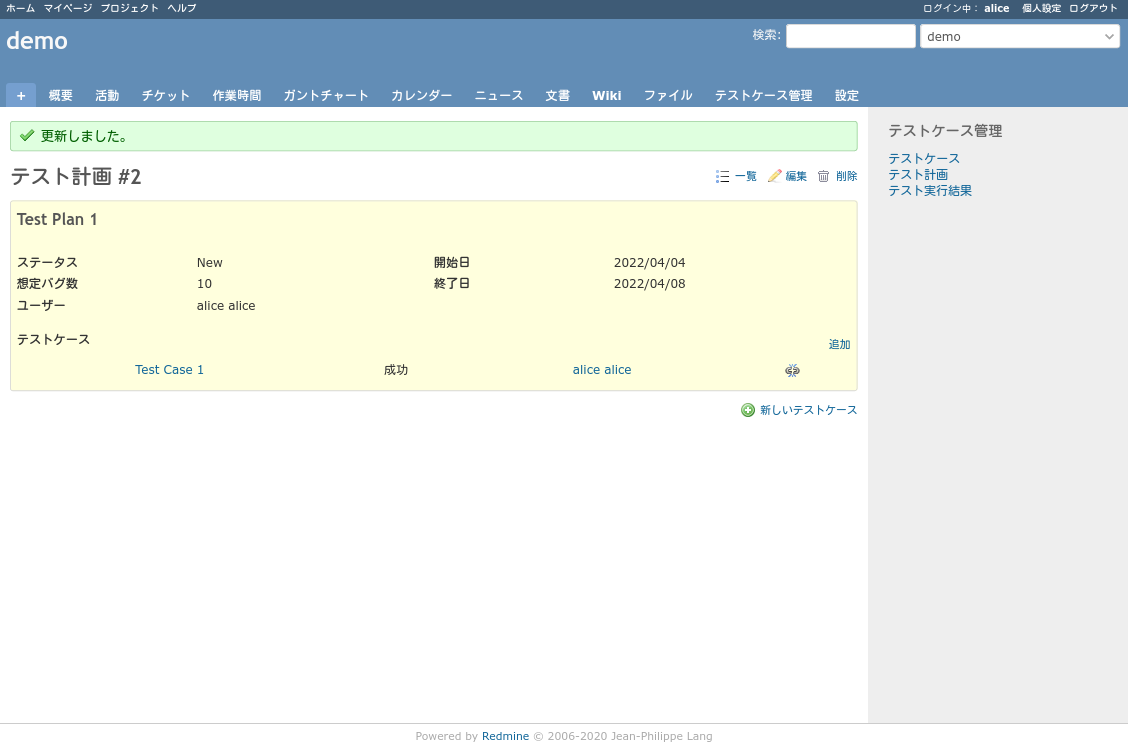 ホーム マイページ プロジェクト ヘルプ ログイン中： alice 個人設定 ログアウト
demo 検索: demo
+ 概要 活動 チケット 作業時間 ガントチャート カレンダー ニュース 文書 Wiki ファイル テストケース管理 設定
更新しました。
テスト計画 #2 一覧 編集 削除
Test Plan 1
ステータス New 開始日 2022/04/04
想定バグ数 10 終了日 2022/04/08
ユーザー alice alice
テストケース 追加
Test Case 1 成功 alice alice
新しいテストケース
テストケース管理
テストケース
テスト計画
テスト実行結果
Powered by Redmine © 2006-2020 Jean-Philippe Lang